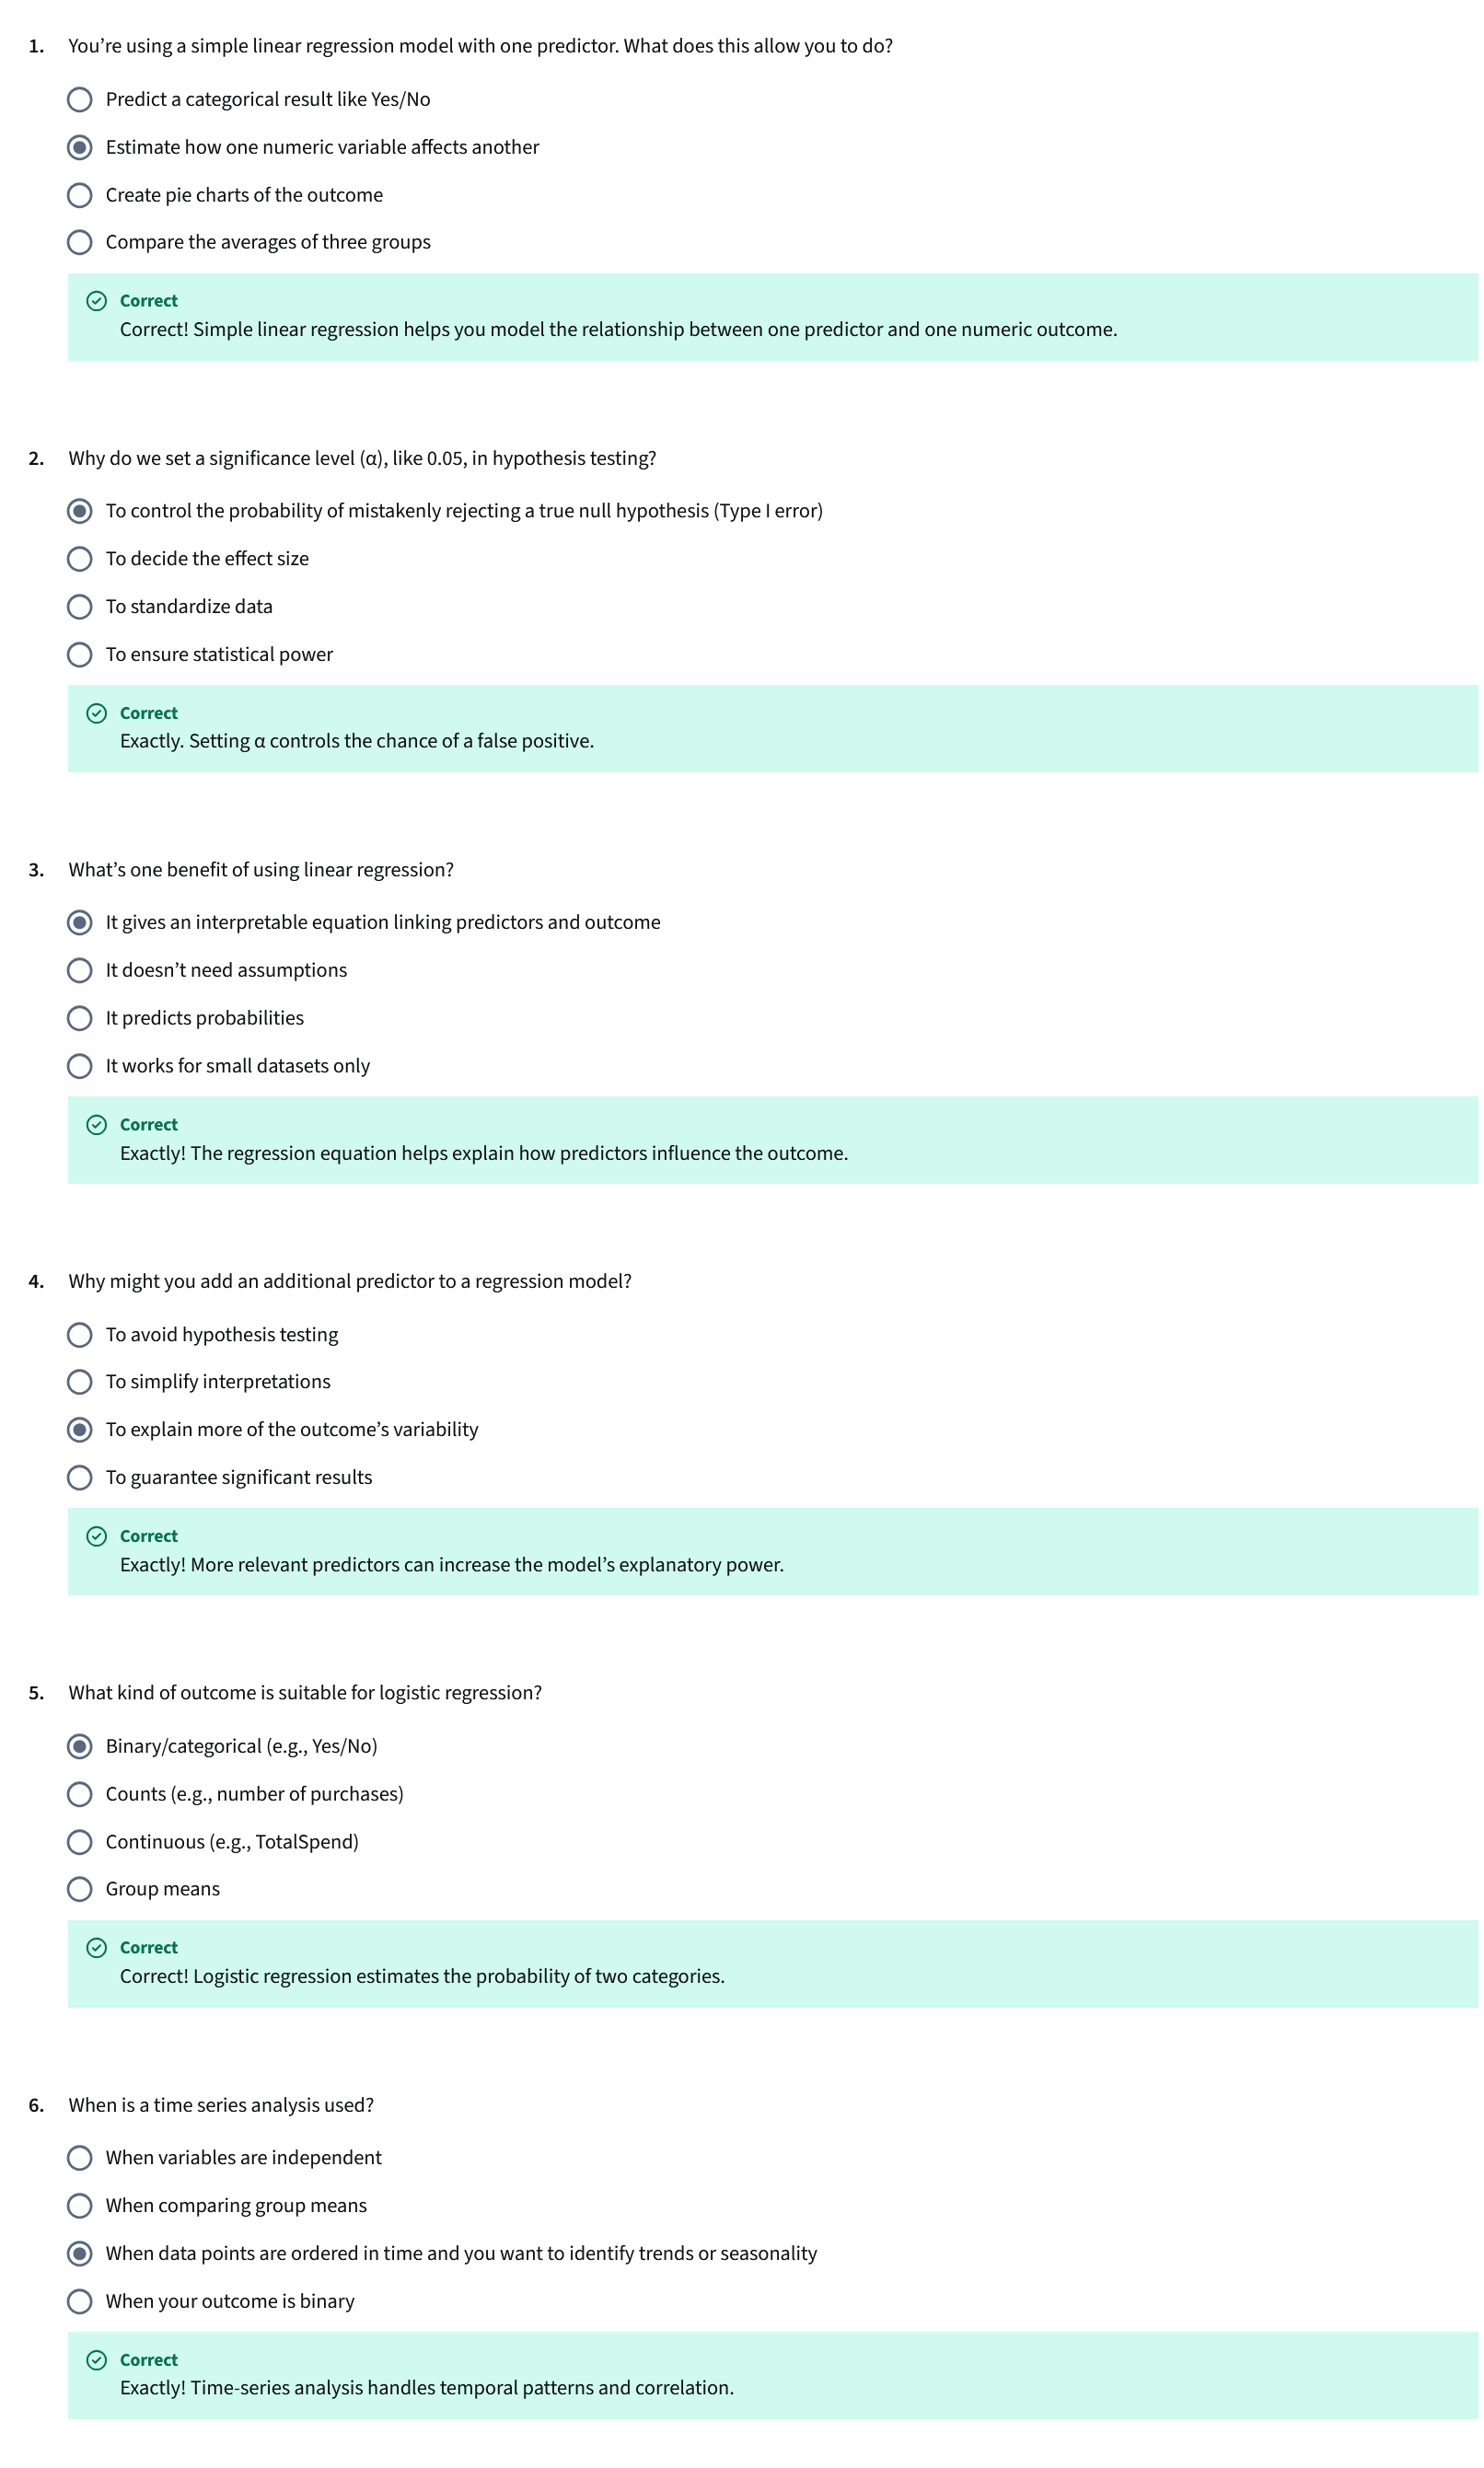 1. You’re using a simple linear regression model with one predictor. What does this allow you to do?
Predict a categorical result like Yes/No
Estimate how one numeric variable affects another
Create pie charts of the outcome
Compare the averages of three groups
Correct
Correct! Simple linear regression helps you model the relationship between one predictor and one numeric outcome.
2. Why do we set a significance level (α), like 0.05, in hypothesis testing?
To control the probability of mistakenly rejecting a true null hypothesis (Type I error)
To decide the effect size
To standardize data
To ensure statistical power
Correct
Exactly. Setting α controls the chance of a false positive.
3. What’s one benefit of using linear regression?
It gives an interpretable equation linking predictors and outcome
It doesn’t need assumptions
It predicts probabilities
It works for small datasets only
Correct
Exactly! The regression equation helps explain how predictors influence the outcome.
4. Why might you add an additional predictor to a regression model?
To avoid hypothesis testing
To simplify interpretations
To explain more of the outcome’s variability
To guarantee significant results
Correct
Exactly! More relevant predictors can increase the model’s explanatory power.
5. What kind of outcome is suitable for logistic regression?
Binary/categorical (e.g., Yes/No)
Counts (e.g., number of purchases)
Continuous (e.g., TotalSpend)
Group means
Correct
Correct! Logistic regression estimates the probability of two categories.
6. When is a time series analysis used?
When variables are independent
When comparing group means
When data points are ordered in time and you want to identify trends or seasonality
When your outcome is binary
Correct
Exactly! Time-series analysis handles temporal patterns and correlation.